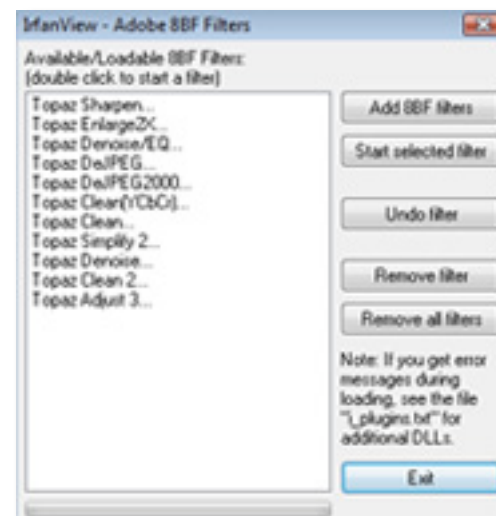 IrfanView - Adobe 8BF Filters
Available/Loadable 8BF Filters:
(double click to start a filter)
Topaz Sharpen...
Topaz Enlarge2X...
Topaz Denoise/EQ...
Topaz DeJPEG...
Topaz DeJPEG2000...
Topaz Clean(YCbCr)...
Topaz Clean...
Topaz Simplify 2...
Topaz Denoise...
Topaz Clean 2...
Topaz Adjust 3...
Add 8BF filters
Start selected filter
Undo filter
Remove filter
Remove all filters
Note: If you get error
messages during
loading, see the file
"i_plugins.txt" for
additional DLLs.
Exit